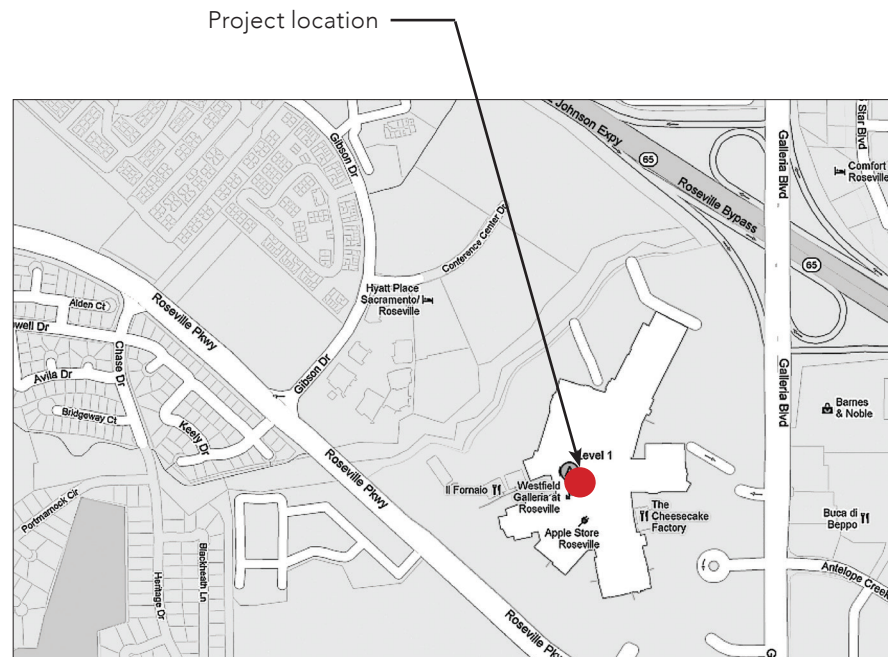 Project location
Johnson Expy
65
Roseville Bypass
Galleria Blvd
Star Blvd
Comfort
Roseville
65
Gibson Dr
Conference Center Dr
Hyatt Place
Sacramento/
Roseville
Roseville Pkwy
Alden Ct
well Dr
Chase Dr
Avila Dr
Gibson Dr
Bridgeway Ct
Keely Dr
Galleria Blvd
Barnes
& Noble
Level 1
Roseville Pkwy
Il Fornaio
Westfield
Galleria at
Roseville
The
Cheesecake
Factory
Apple Store
Roseville
Buca di
Beppo
Portmarnock Cir
Blackheath Ln
Heritage Dr
Antelope Creek
Roseville Pk
G